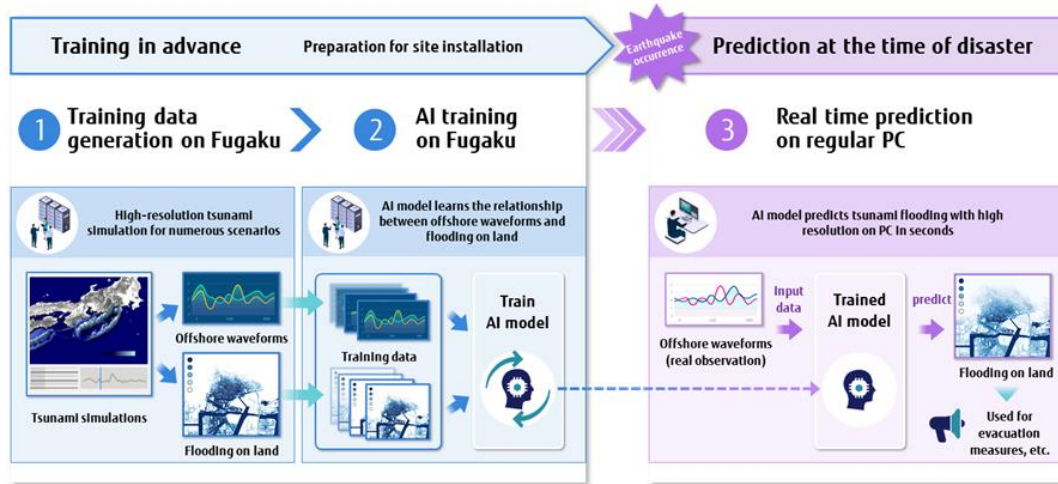 Training in advance
Preparation for site installation
Earthquake
occurrence
Prediction at the time of disaster
1
Training data
generation on Fugaku
2
AI training
on Fugaku
3
Real time prediction
on regular PC
High-resolution tsunami
simulation for numerous scenarios
Tsunami simulations
Offshore waveforms
Flooding on land
AI model learns the relationship
between offshore waveforms and
flooding on land
Training data
Train
AI model
AI model predicts tsunami flooding with high
resolution on PC in seconds
Offshore waveforms
(real observation)
Input
data
Trained
AI model
predict
Flooding on land
Used for
evacuation
measures, etc.